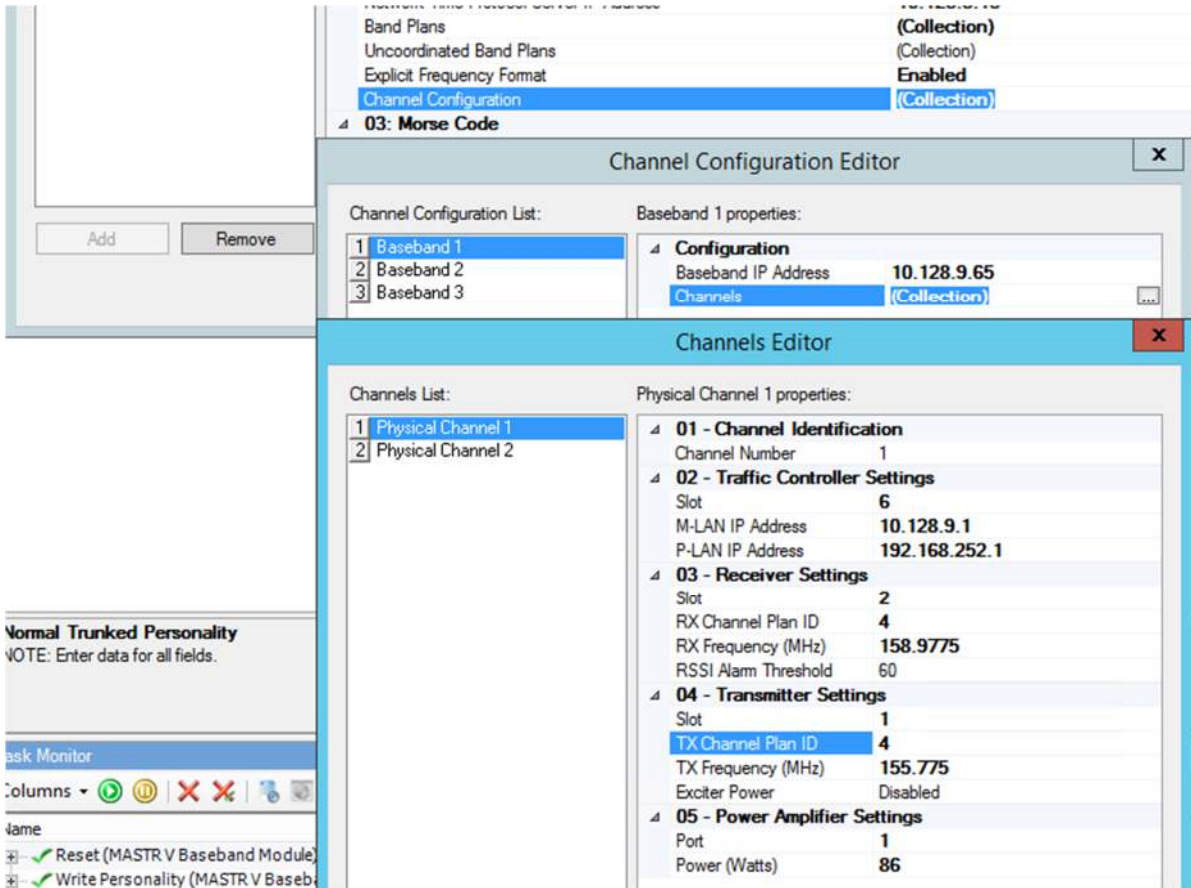 Band Plans (Collection)
Uncoordinated Band Plans (Collection)
Explicit Frequency Format Enabled
Channel Configuration (Collection)
03: Morse Code
Channel Configuration Editor x
Add Remove
Channel Configuration List:
1 Baseband 1
2 Baseband 2
3 Baseband 3
Baseband 1 properties:
Configuration
Baseband IP Address 10.128.9.65
Channels (Collection) ...
Channels Editor x
Channels List:
1 Physical Channel 1
2 Physical Channel 2
Physical Channel 1 properties:
01 - Channel Identification
Channel Number 1
02 - Traffic Controller Settings
Slot 6
M-LAN IP Address 10.128.9.1
P-LAN IP Address 192.168.252.1
03 - Receiver Settings
Slot 2
RX Channel Plan ID 4
RX Frequency (MHz) 158.9775
RSSI Alarm Threshold 60
04 - Transmitter Settings
Slot 1
TX Channel Plan ID 4
TX Frequency (MHz) 155.775
Exciter Power Disabled
05 - Power Amplifier Settings
Port 1
Power (Watts) 86
Normal Trunked Personality
NOTE: Enter data for all fields.
ask Monitor
Columns
Name
Reset (MASTR V Baseband Module)
Write Personality (MASTR V Baseba